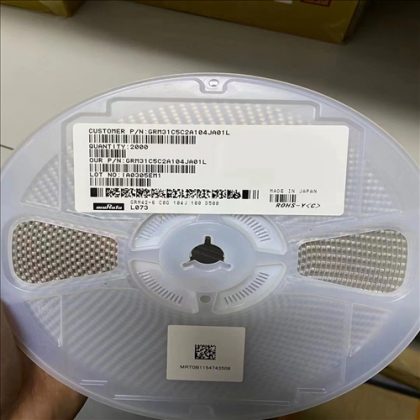 CUSTOMER P/N:GRM31C5C2A104JA01L
QUANTITY:2000
OUR P/N:GRM31C5C2A104JA01L
LOT NO:IA0305EM1
MADE IN JAPAN
GRM42-6 C0G 104J 100 D500
muRata
L073
ROHS-Y<C>